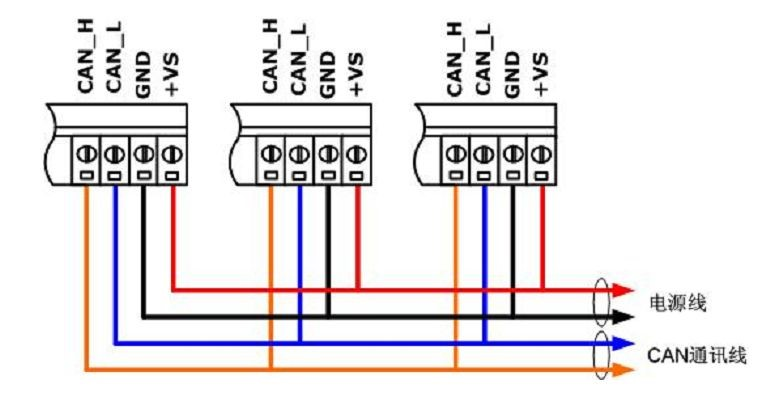 CAN_H
CAN_L
GND
+VS
CAN_H
CAN_L
GND
+VS
CAN_H
CAN_L
GND
+VS
电源线
CAN通讯线